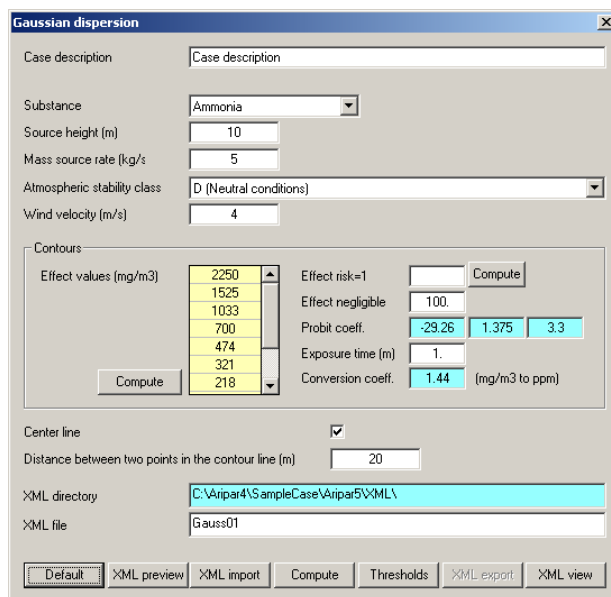 Gaussian dispersion
Case description Case description
Substance Ammonia
Source height (m) 10
Mass source rate (kg/s 5
Atmospheric stability class D (Neutral conditions)
Wind velocity (m/s) 4
Contours
Effect values (mg/m3)
2250
1525
1033
700
474
321
218
Compute
Effect risk=1 Compute
Effect negligible 100.
Probit coeff. -29.26 1.375 3.3
Exposure time (m) 1.
Conversion coeff. 1.44 (mg/m3 to ppm)
Center line
Distance between two points in the contour line (m) 20
XML directory C:\Aripar4\SampleCase\Aripar5\XML\
XML file Gauss01
Default XML preview XML import Compute Thresholds XML export XML view